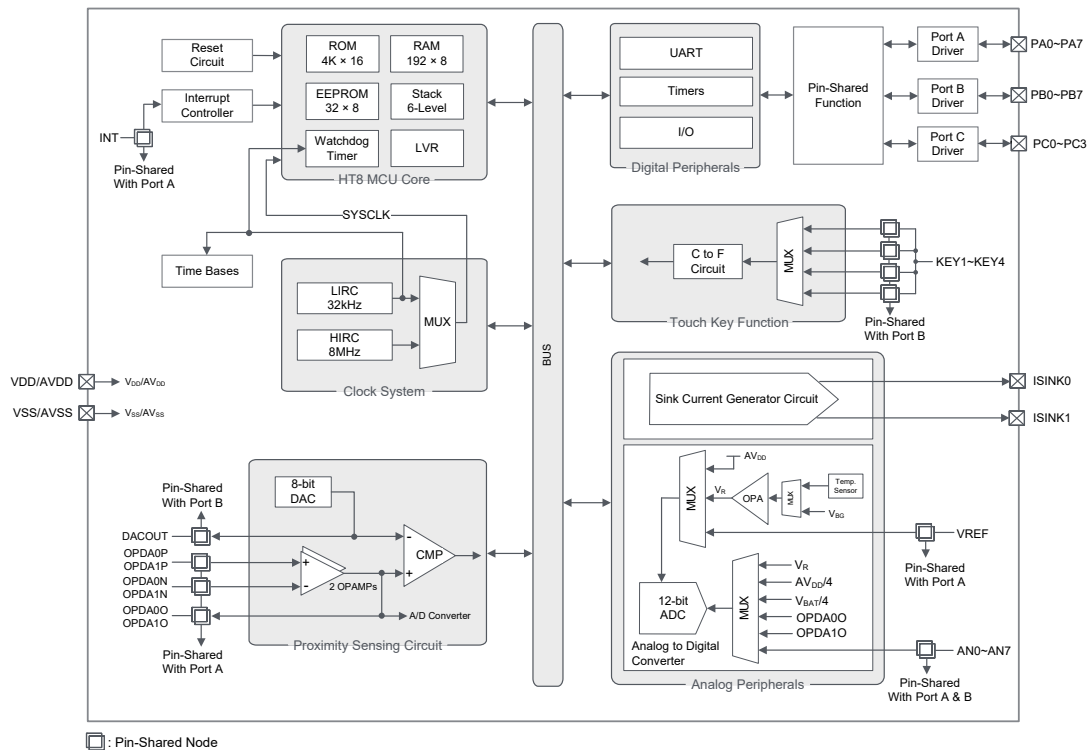 Reset
Circuit
Interrupt
Controller
INT
Pin-Shared
With Port A
ROM
4K × 16
RAM
192 × 8
EEPROM
32 × 8
Stack
6-Level
Watchdog
Timer
LVR
HT8 MCU Core
SYSCLK
Time Bases
LIRC
32kHz
HIRC
8MHz
MUX
Clock System
VDD/AVDD
VDD/AVDD
VSS/AVSS
VSS/AVSS
Pin-Shared
With Port B
DACOUT
OPDA0P
OPDA1P
OPDA0N
OPDA1N
OPDA0O
OPDA1O
Pin-Shared
With Port A
8-bit
DAC
+
-
2 OPAMPs
-
+
CMP
A/D Converter
Proximity Sensing Circuit
BUS
UART
Timers
I/O
Digital Peripherals
Pin-Shared
Function
Port A
Driver
Port B
Driver
Port C
Driver
PA0~PA7
PB0~PB7
PC0~PC3
C to F
Circuit
MUX
KEY1~KEY4
Pin-Shared
With Port B
Touch Key Function
Sink Current Generator Circuit
ISINK0
ISINK1
MUX
AVDD
VR
OPA
MUX
Temp.
Sensor
VBG
VREF
Pin-Shared
With Port A
12-bit
ADC
MUX
VR
AVDD/4
VBAT/4
OPDA0O
OPDA1O
Analog to Digital
Converter
AN0~AN7
Pin-Shared
With Port A & B
Analog Peripherals
: Pin-Shared Node